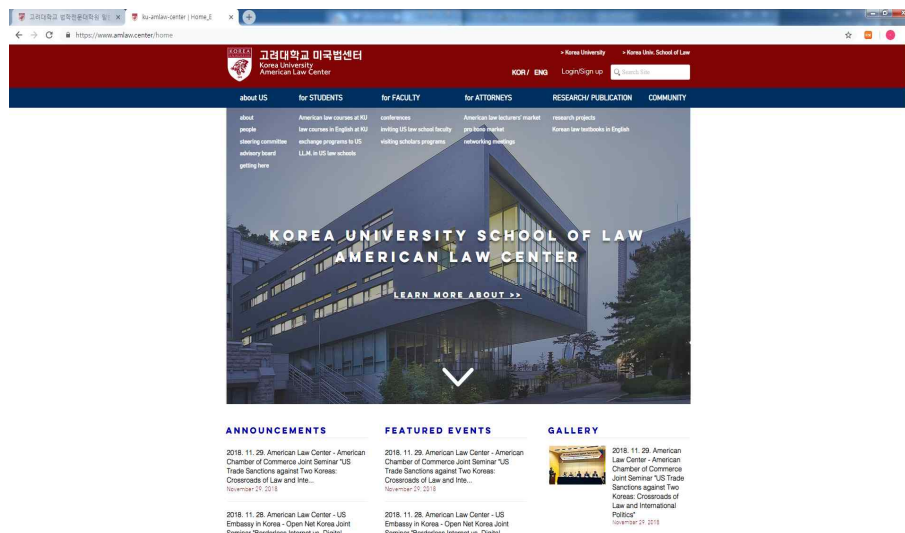 고려대학교 법학전문대학원
ku-amlaw-center | Home_E
https://www.amlaw.center/home
KOREA
고려대학교 미국법센터
Korea University
American Law Center
> Korea University
> Korea Univ. School of Law
KOR / ENG
Login/Sign up
Search Site
about US
for STUDENTS
for FACULTY
for ATTORNEYS
RESEARCH/ PUBLICATION
COMMUNITY
about
people
steering committee
advisory board
getting here
American law courses at KU
law courses in English at KU
exchange programs to US
LL.M. in US law schools
conferences
inviting US law school faculty
visiting scholars programs
American law lecturers' market
pro bono market
networking meetings
research projects
Korean law textbooks in English
KOREA UNIVERSITY SCHOOL OF LAW
AMERICAN LAW CENTER
LEARN MORE ABOUT >>
ANNOUNCEMENTS
2018. 11. 29. American Law Center - American
Chamber of Commerce Joint Seminar "US
Trade Sanctions against Two Koreas:
Crossroads of Law and Inte...
November 29, 2018
2018. 11. 28. American Law Center - US
Embassy in Korea - Open Net Korea Joint
Seminar "Borderless Internet vs. Digital
FEATURED EVENTS
2018. 11. 29. American Law Center - American
Chamber of Commerce Joint Seminar "US
Trade Sanctions against Two Koreas:
Crossroads of Law and Inte...
November 29, 2018
2018. 11. 28. American Law Center - US
Embassy in Korea - Open Net Korea Joint
Seminar "Borderless Internet vs. Digital
GALLERY
2018. 11. 29. American
Law Center - American
Chamber of Commerce
Joint Seminar "US Trade
Sanctions against Two
Koreas: Crossroads of
Law and International
Politics"
November 29, 2018